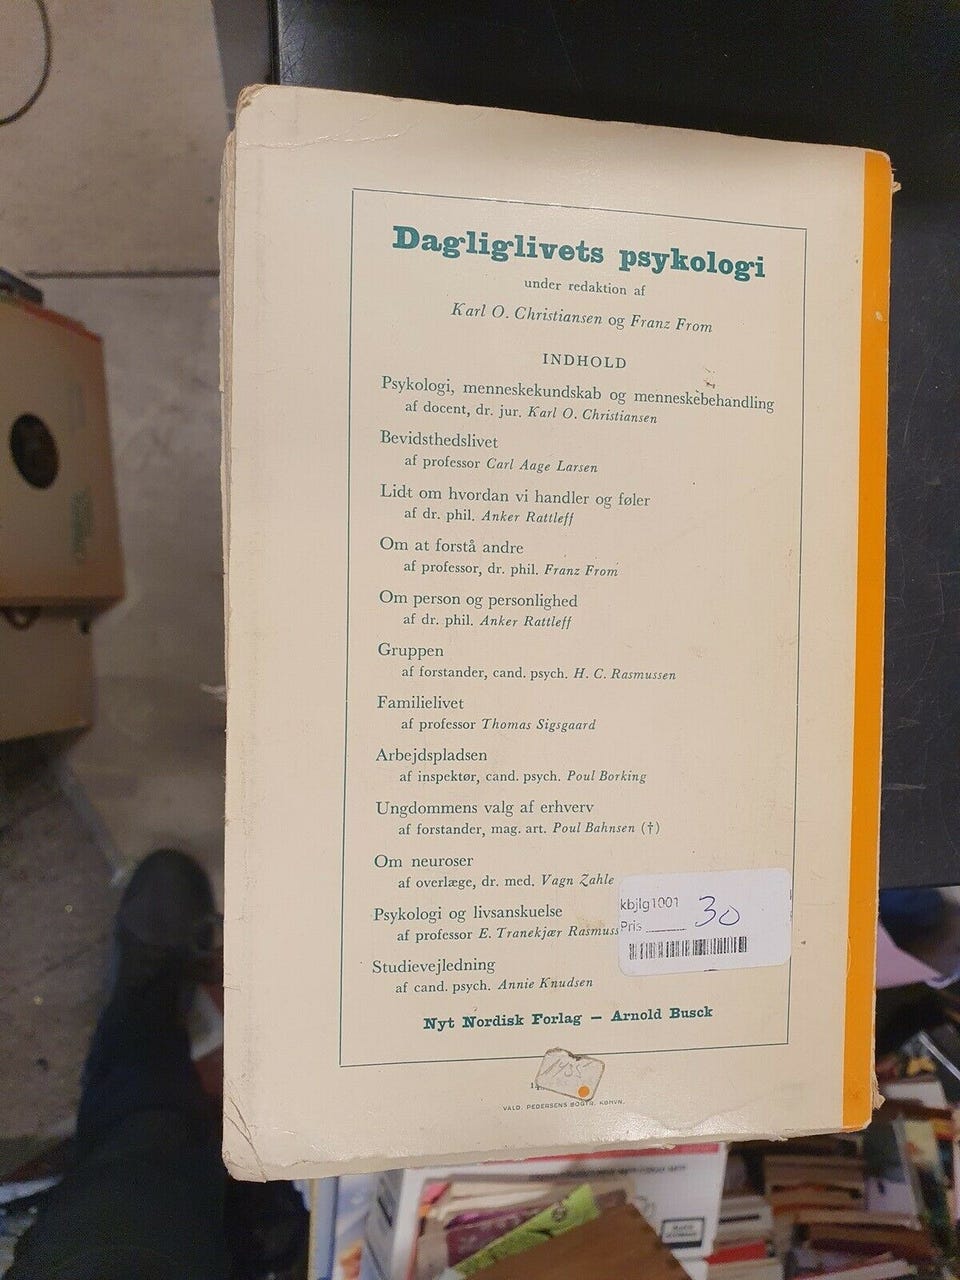 Dagliglivets psykologi
under redaktion af
Karl O. Christiansen og Franz From
INDHOLD
Psykologi, menneskekundskab og menneskebehandling
af docent, dr. jur. Karl O. Christiansen
Bevidsthedslivet
af professor Carl Aage Larsen
Lidt om hvordan vi handler og føler
af dr. phil. Anker Rattleff
Om at forstå andre
af professor, dr. phil. Franz From
Om person og personlighed
af dr. phil. Anker Rattleff
Gruppen
af forstander, cand. psych. H. C. Rasmussen
Familielivet
af professor Thomas Sigsgaard
Arbejdspladsen
af inspektør, cand. psych. Poul Borking
Ungdommens valg af erhverv
af forstander, mag. art. Poul Bahnsen (†)
Om neuroser
af overlæge, dr. med. Vagn Zahle
Psykologi og livsanskuelse
af professor E. Tranekjær Rasmuss
kbjlg1001
Pris 30
Studievejledning
af cand. psych. Annie Knudsen
Nyt Nordisk Forlag — Arnold Busck
VALD. PEDERSENS BOGTR. KBHVN.